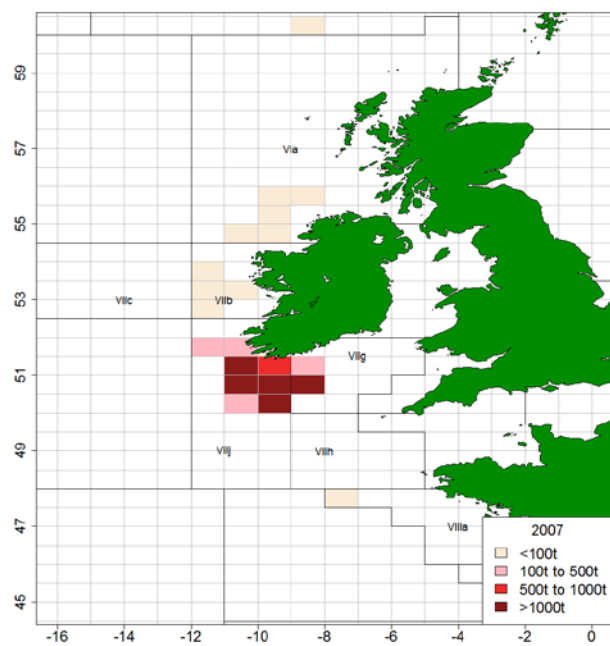 59
57
55
53
51
49
47
45
VIa
VIIc
VIIb
VIIg
VIIj
VIIh
VIIIa
2007
<100t
100t to 500t
500t to 1000t
>1000t
-16 -14 -12 -10 -8 -6 -4 -2 0